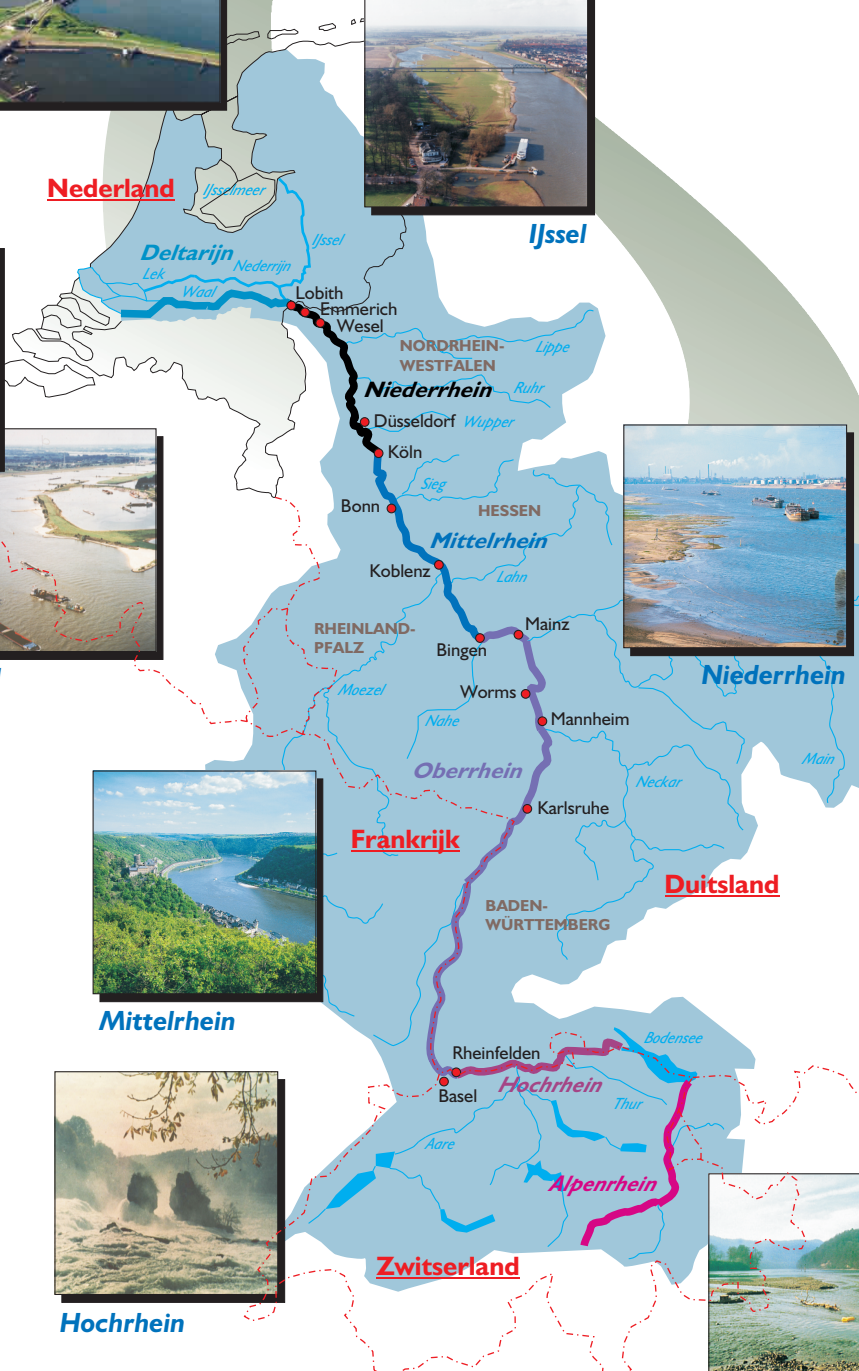 Nederland
IJsselmeer
IJssel
IJssel
Deltarijn
Lek
Nederrijn
Waal
Lobith
Emmerich
Wesel
NORDRHEIN-
WESTFALEN
Lippe
Niederrhein
Ruhr
Düsseldorf
Wupper
Köln
Sieg
Bonn
HESSEN
Mittelrhein
Koblenz
Lahn
RHEINLAND-
PFALZ
Mainz
Bingen
Niederrhein
Moezel
Worms
Nahe
Mannheim
Main
Oberrhein
Neckar
Karlsruhe
Frankrijk
Duitsland
BADEN-
WÜRTTEMBERG
Mittelrhein
Bodensee
Rheinfelden
Hochrhein
Basel
Thur
Aare
Alpenrhein
Zwitserland
Hochrhein